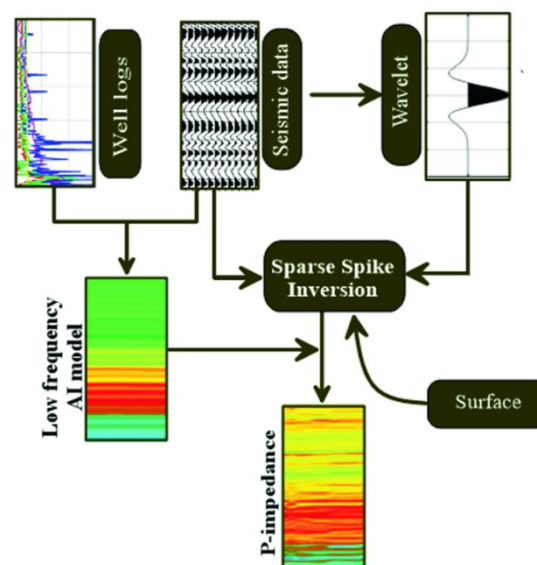 Well logs
Seismic data
Wavelet
Sparse Spike
Inversion
Low frequency
AI model
Surface
P-impedance